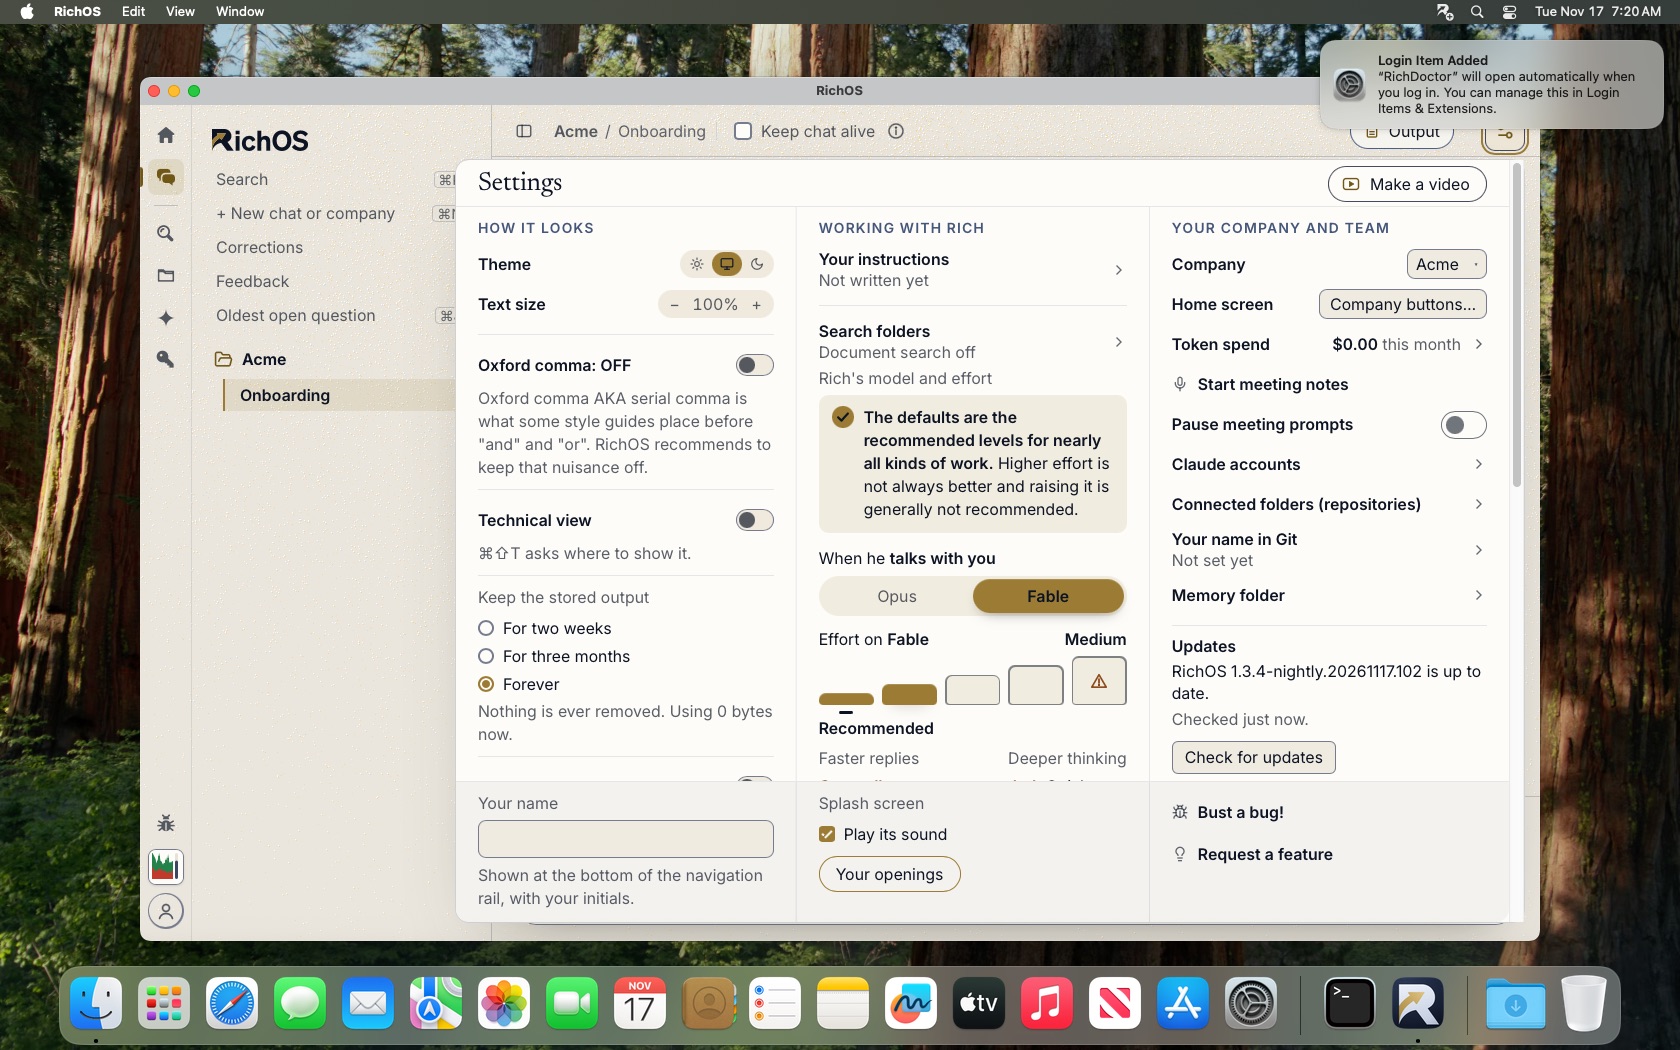 RichOS Edit View Window
Tue Nov 17 7:20 AM
Login Item Added
“RichDoctor” will open automatically when
you log in. You can manage this in Login
Items & Extensions.
RichOS
RichOS
Acme / Onboarding
Keep chat alive
Output
Search
+ New chat or company
Corrections
Feedback
Oldest open question
Acme
Onboarding
Settings
Make a video
HOW IT LOOKS
Theme
Text size
− 100% +
Oxford comma: OFF
Oxford comma AKA serial comma is
what some style guides place before
"and" and "or". RichOS recommends to
keep that nuisance off.
Technical view
⌘⇧T asks where to show it.
Keep the stored output
For two weeks
For three months
Forever
Nothing is ever removed. Using 0 bytes
now.
Your name
Shown at the bottom of the navigation
rail, with your initials.
WORKING WITH RICH
Your instructions
Not written yet
Search folders
Document search off
Rich's model and effort
The defaults are the
recommended levels for nearly
all kinds of work. Higher effort is
not always better and raising it is
generally not recommended.
When he talks with you
Opus Fable
Effort on Fable Medium
Recommended
Faster replies Deeper thinking
Splash screen
Play its sound
Your openings
YOUR COMPANY AND TEAM
Company Acme
Home screen Company buttons...
Token spend $0.00 this month
Start meeting notes
Pause meeting prompts
Claude accounts
Connected folders (repositories)
Your name in Git
Not set yet
Memory folder
Updates
RichOS 1.3.4-nightly.20261117.102 is up to
date.
Checked just now.
Check for updates
Bust a bug!
Request a feature
NOV
17
tv
>_